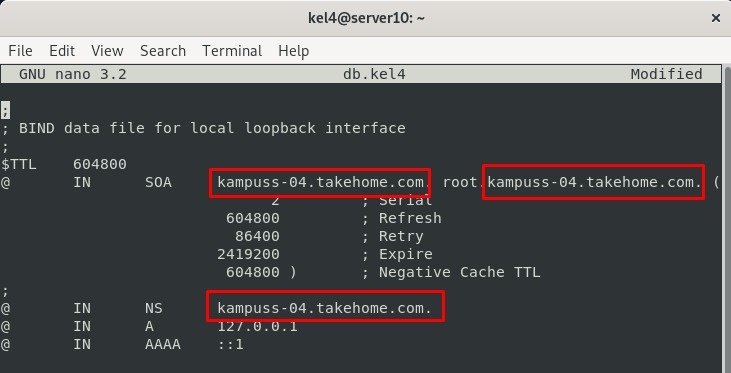 kel4@server10: ~
File Edit View Search Terminal Help
GNU nano 3.2 db.kel4 Modified
;
; BIND data file for local loopback interface
;
$TTL 604800
@ IN SOA kampuss-04.takehome.com. root.kampuss-04.takehome.com. (
2 ; Serial
604800 ; Refresh
86400 ; Retry
2419200 ; Expire
604800 ) ; Negative Cache TTL
;
@ IN NS kampuss-04.takehome.com.
@ IN A 127.0.0.1
@ IN AAAA ::1